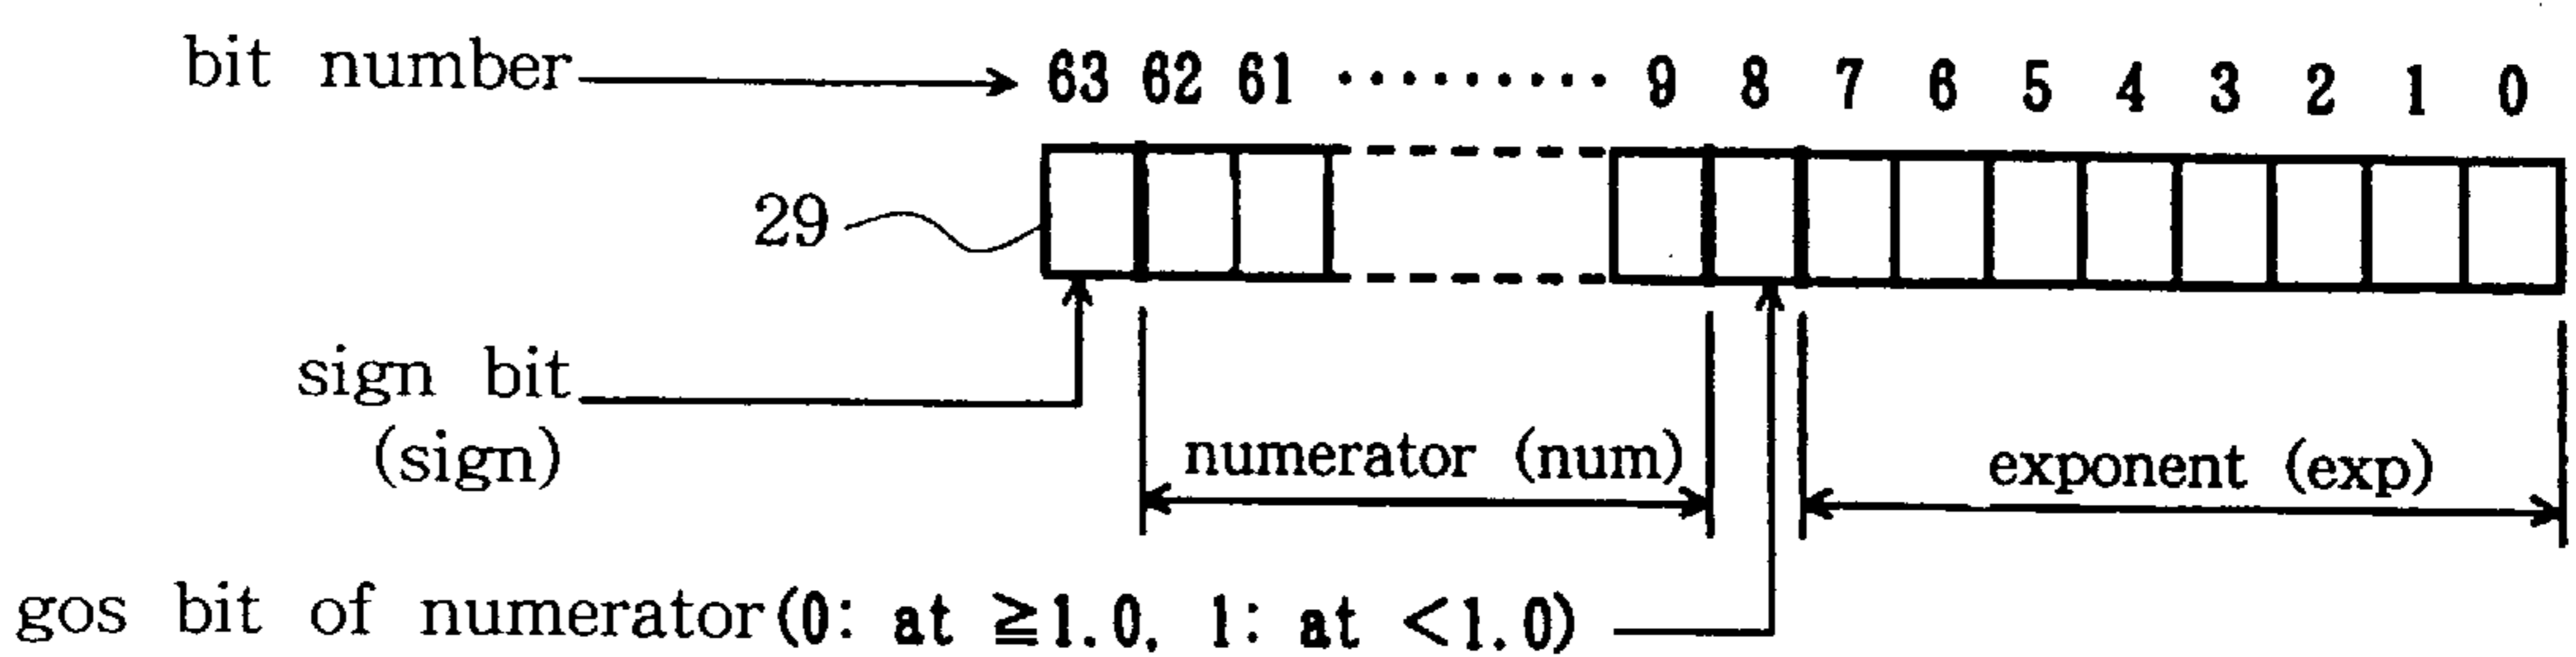 bit number 63 62 61 ········· 9 8 7 6 5 4 3 2 1 0
29
sign bit
(sign)
numerator (num) exponent (exp)
gos bit of numerator(0: at ≧1.0, 1: at <1.0)